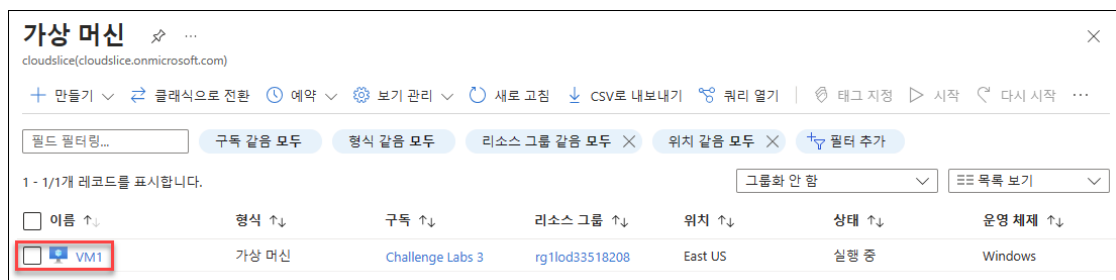 가상 머신 ...
cloudslice(cloudslice.onmicrosoft.com)
만들기 클래식으로 전환 예약 보기 관리 새로 고침 CSV로 내보내기 쿼리 열기 태그 지정 시작 다시 시작 ...
필드 필터링... 구독 같음 모두 형식 같음 모두 리소스 그룹 같음 모두 위치 같음 모두 필터 추가
1 - 1/1개 레코드를 표시합니다. 그룹화 안 함 목록 보기
이름 형식 구독 리소스 그룹 위치 상태 운영 체제
VM1 가상 머신 Challenge Labs 3 rg1lod33518208 East US 실행 중 Windows